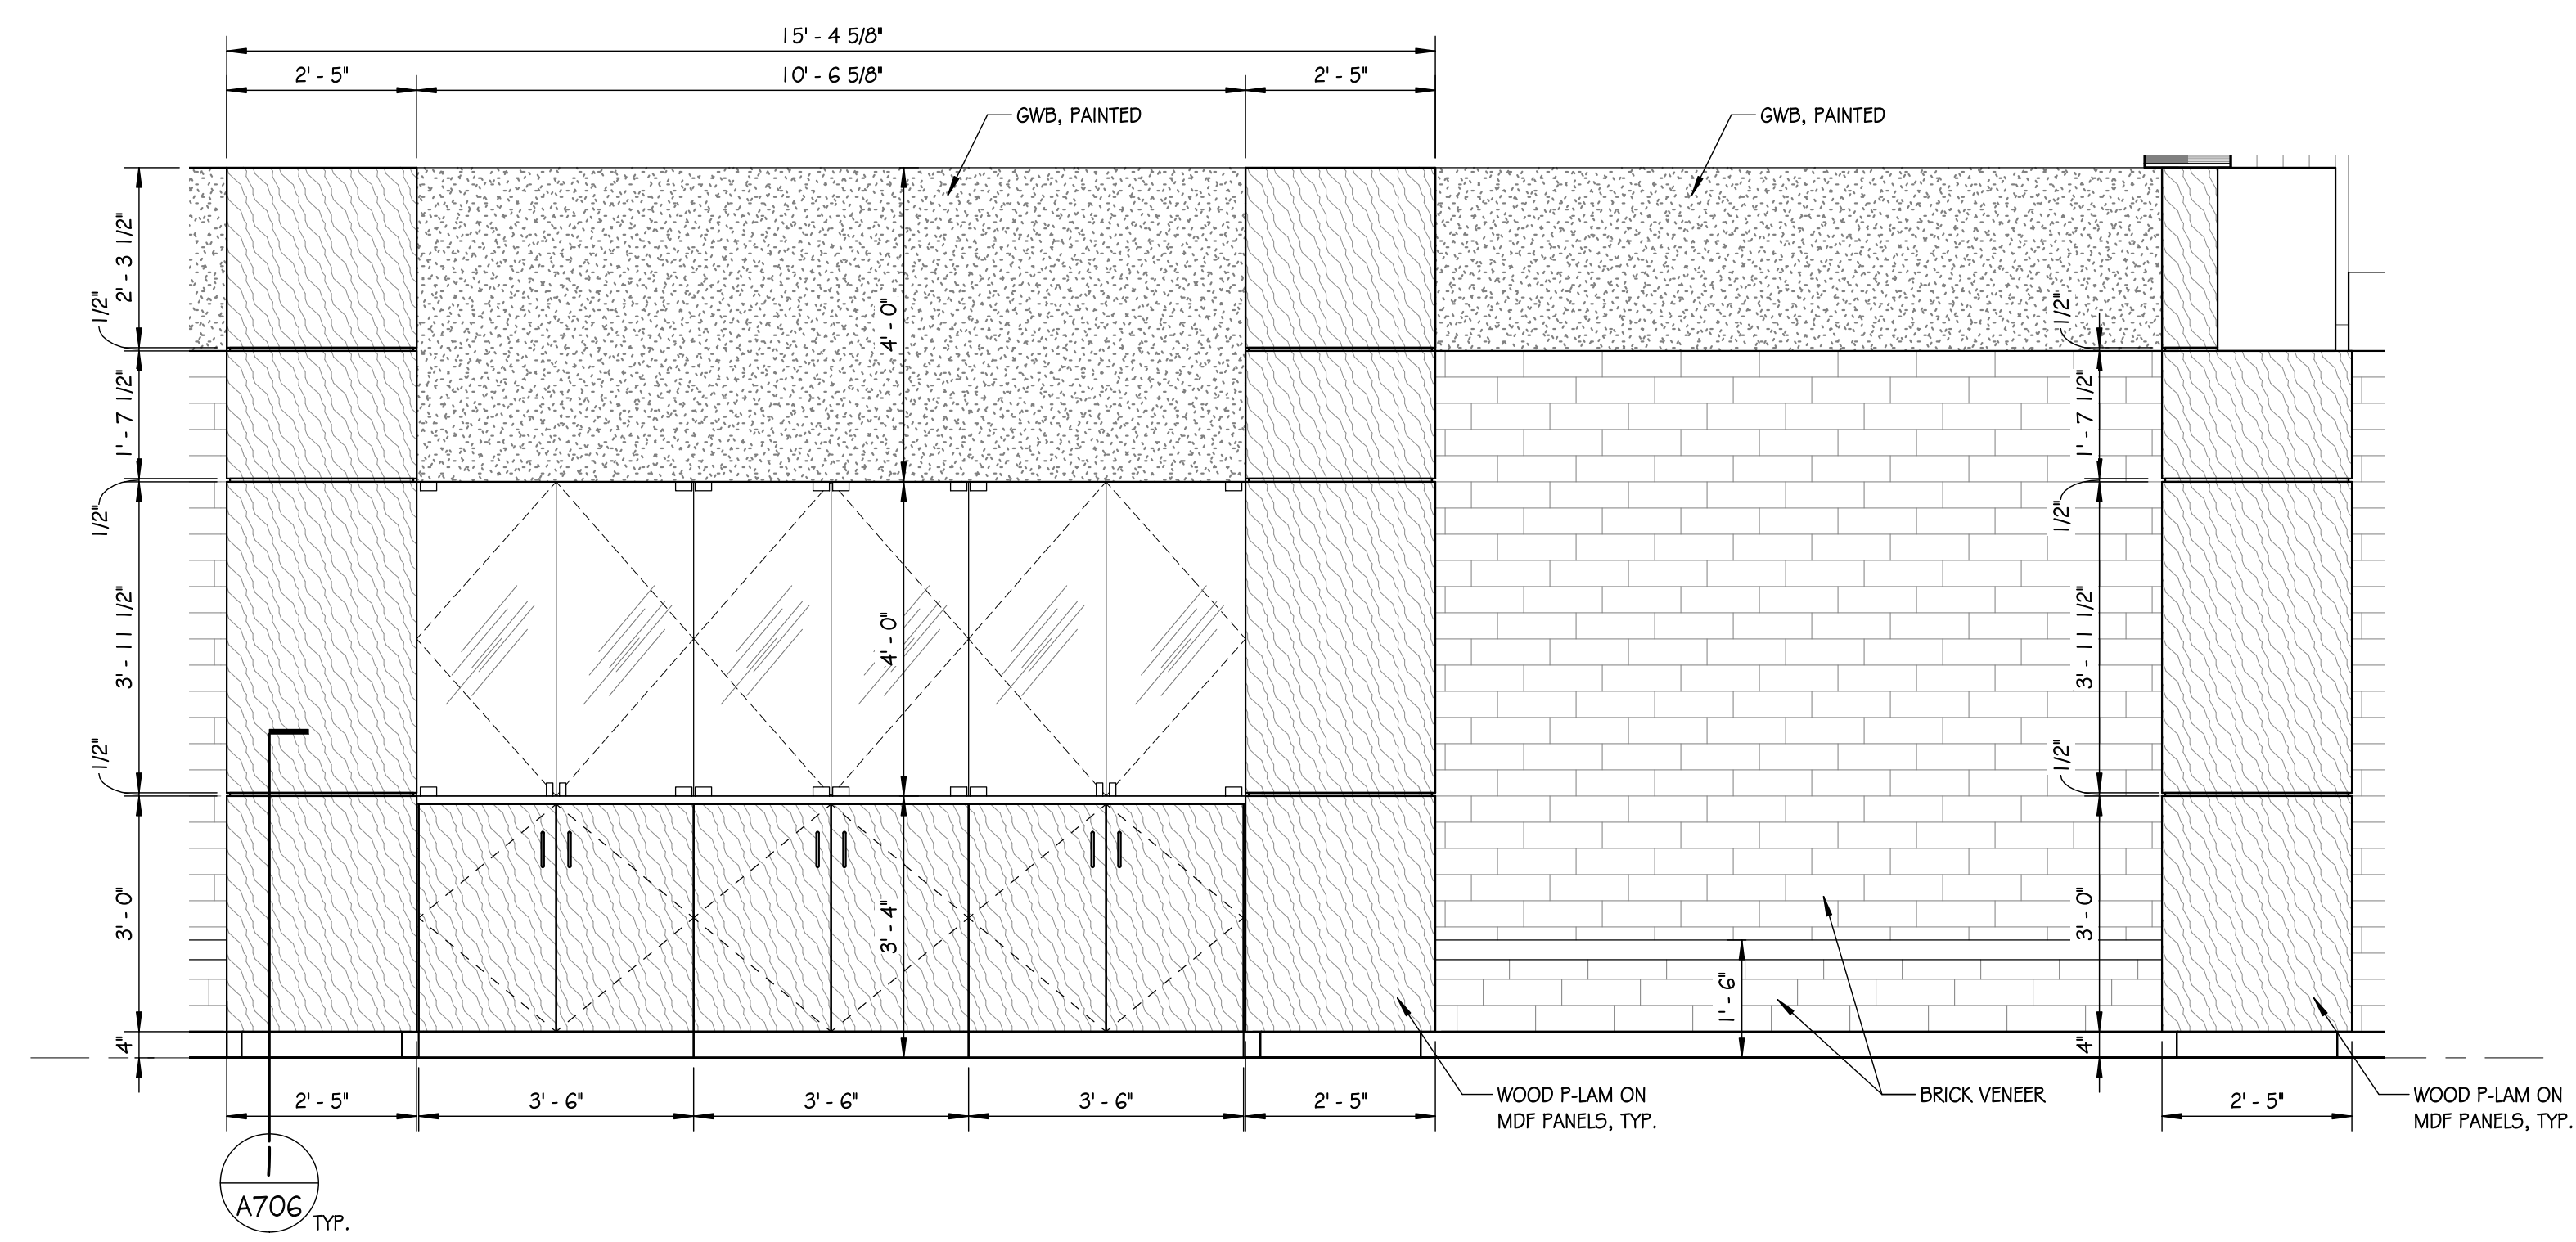 15' - 4 5/8"
2' - 5"
10' - 6 5/8"
2' - 5"
GWB, PAINTED
GWB, PAINTED
2' - 3 1/2"
1/2"
1' - 7 1/2"
1/2"
3' - 11 1/2"
1/2"
3' - 0"
4"
4' - 0"
4' - 0"
3' - 4"
1/2"
1' - 7 1/2"
1/2"
3' - 11 1/2"
1/2"
3' - 0"
4"
1' - 6"
2' - 5"
3' - 6"
3' - 6"
3' - 6"
2' - 5"
WOOD P-LAM ON
MDF PANELS, TYP.
BRICK VENEER
2' - 5"
WOOD P-LAM ON
MDF PANELS, TYP.
1
A706
TYP.